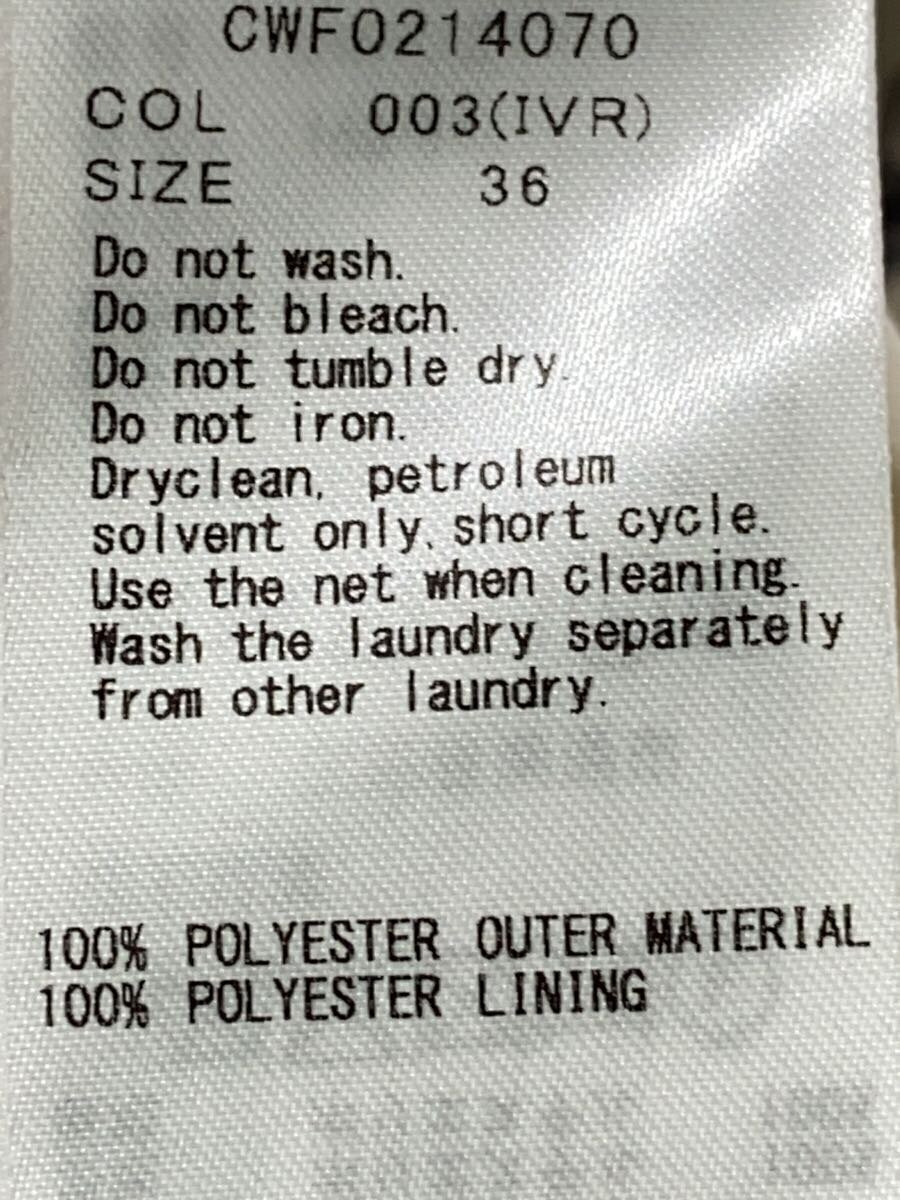 CWFO214070
COL 003(IVR)
SIZE 36
Do not wash.
Do not bleach.
Do not tumble dry.
Do not iron.
Dryclean, petroleum
solvent only, short cycle.
Use the net when cleaning.
Wash the laundry separately
from other laundry.
100% POLYESTER OUTER MATERIAL
100% POLYESTER LINING